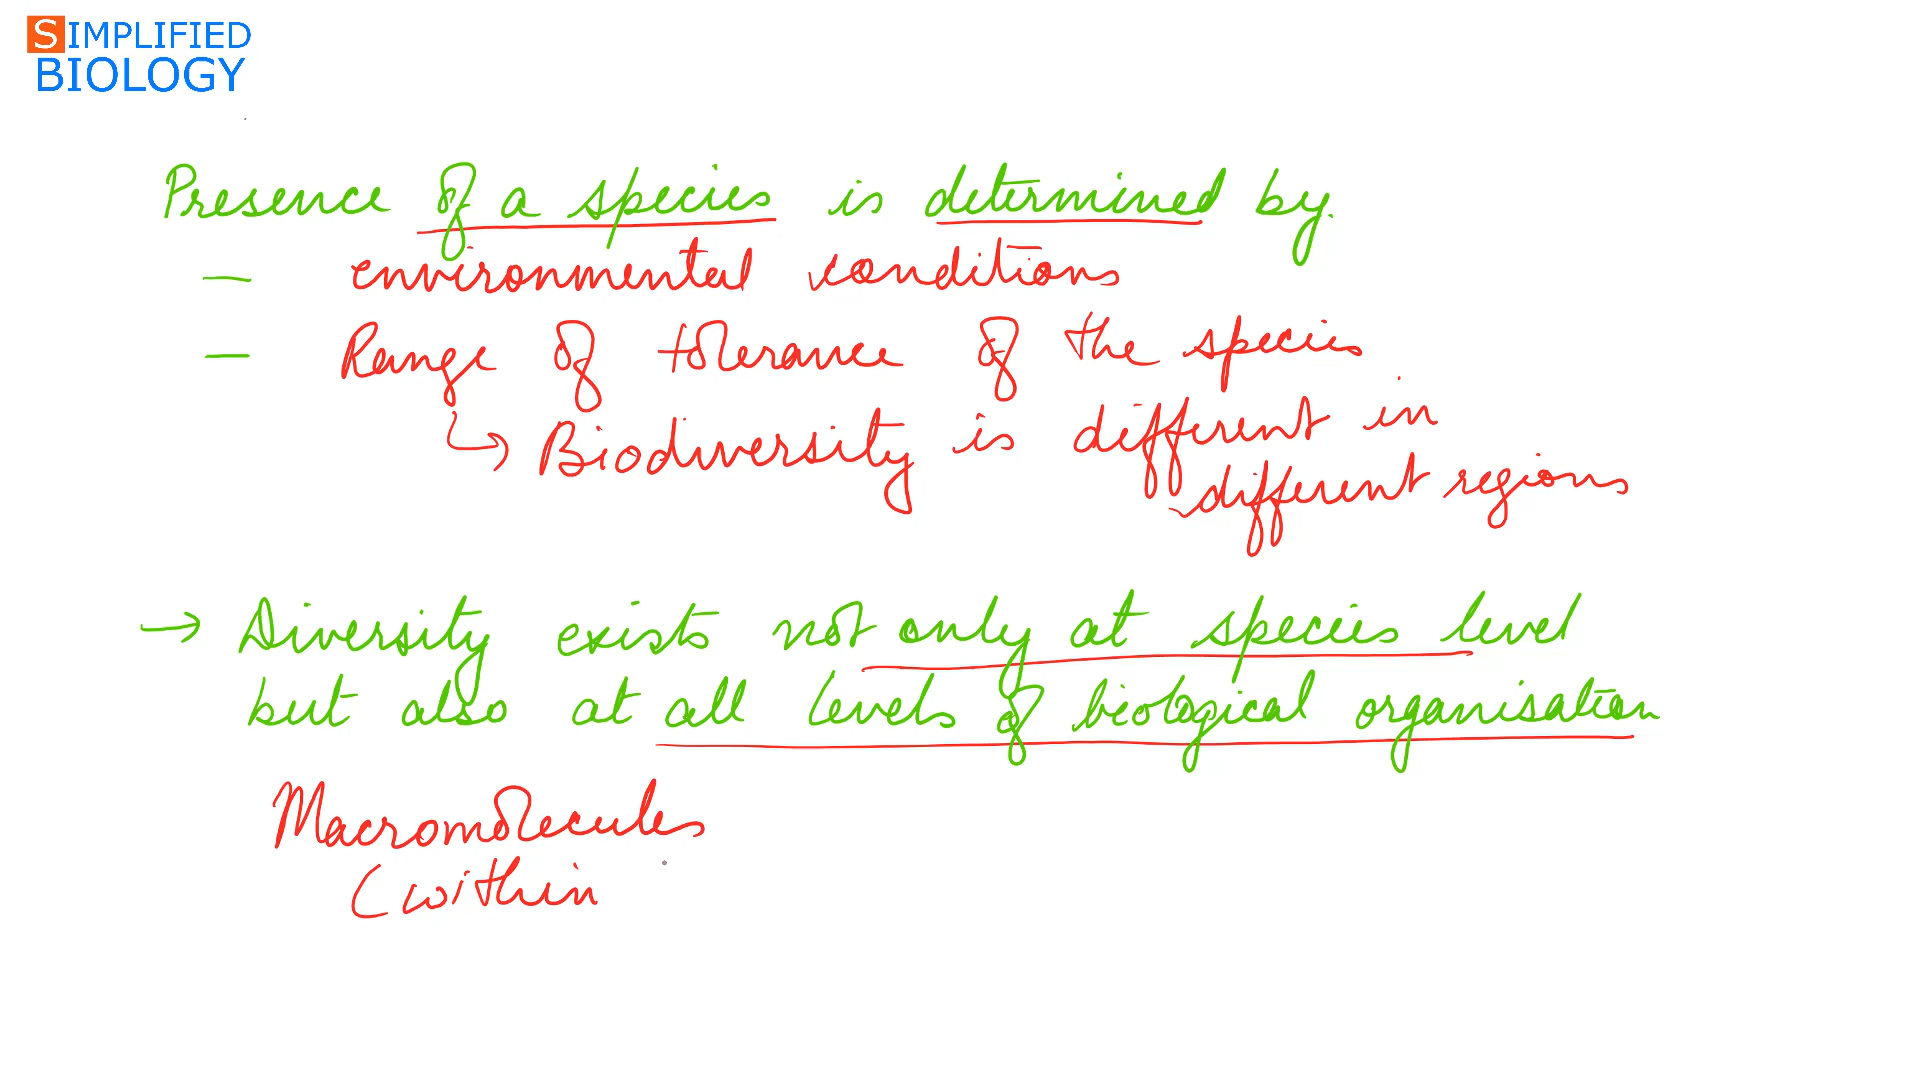 SIMPLIFIED
BIOLOGY
Presence of a species is determined by
— environmental conditions
— Range of tolerance of the species
↳ Biodiversity is different in
different regions
→ Diversity exists not only at species level
but also at all levels of biological organisation
Macromolecules
(within